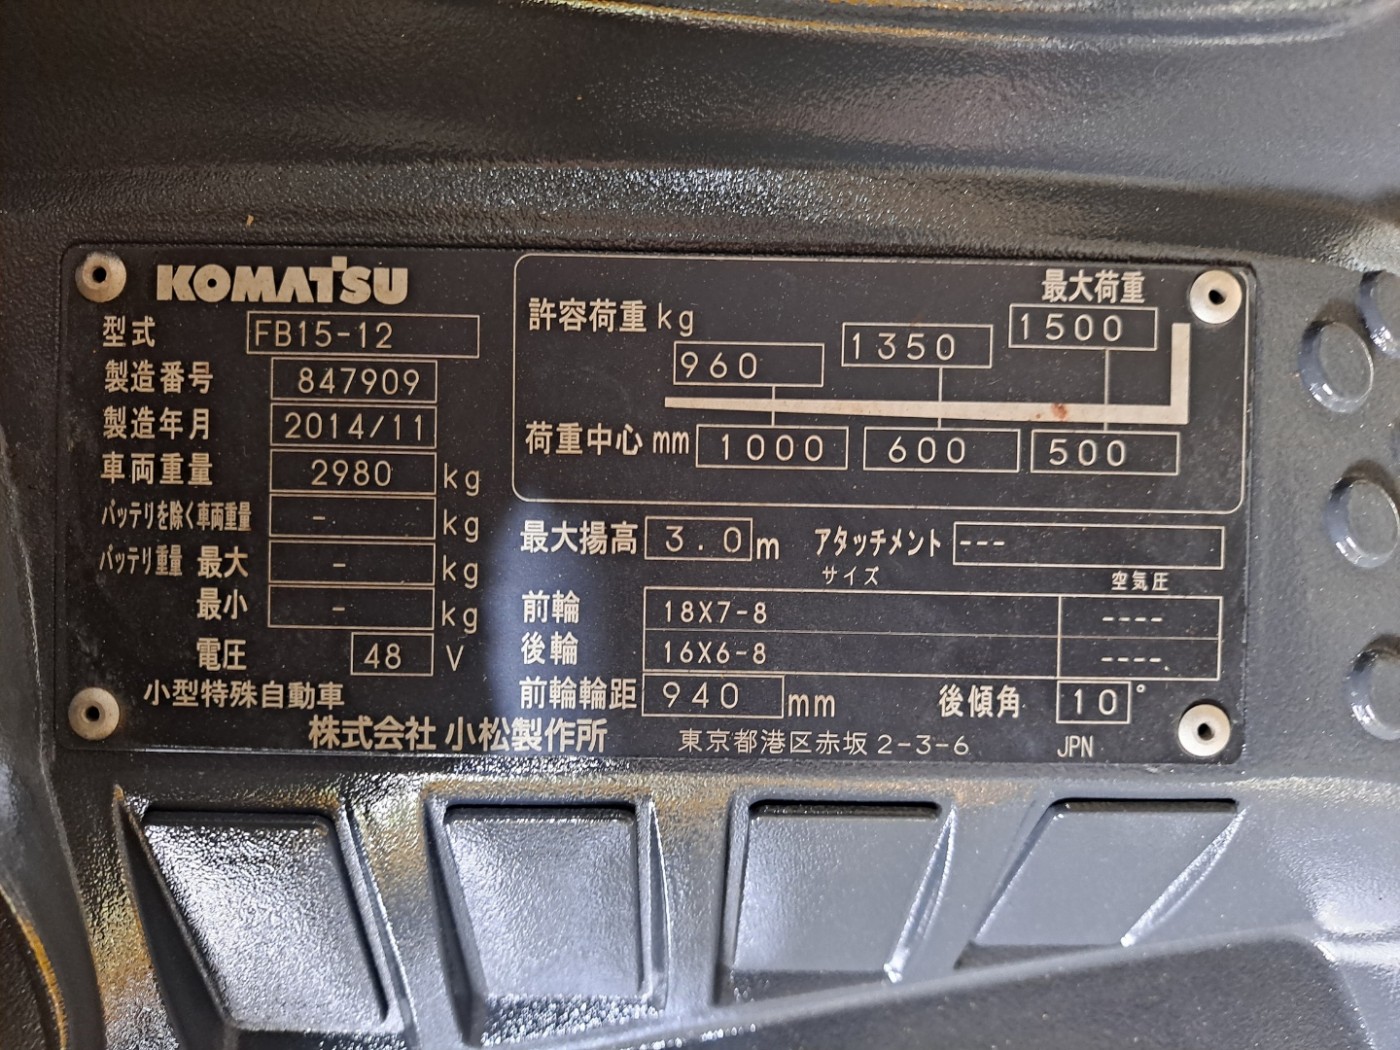 KOMATSU
型式 FB15-12
製造番号 847909
製造年月 2014/11
車両重量 2980 kg
バッテリを除く車両重量 - kg
バッテリ重量 最大 - kg
最小 - kg
電圧 48 V
小型特殊自動車
最大荷重
許容荷重 kg 960 1350 1500
荷重中心 mm 1000 600 500
最大揚高 3.0 m アタッチメント ---
サイズ 空気圧
前輪 18X7-8 ----
後輪 16X6-8 ----
前輪輪距 940 mm 後傾角 10°
株式会社 小松製作所 東京都港区赤坂2-3-6 JPN